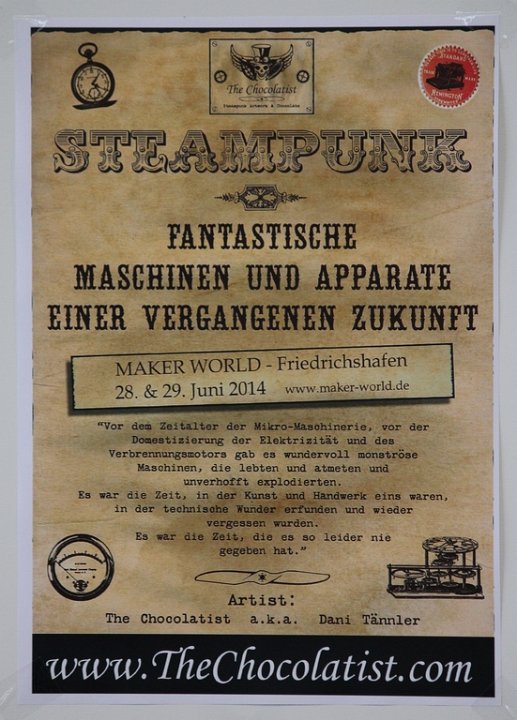 The Chocolatist
Steampunk Artwork & Chocolate
STANDARD
TRADE MARK
REMINGTON
STEAMPUNK
FANTASTISCHE
MASCHINEN UND APPARATE
EINER VERGANGENEN ZUKUNFT
MAKER WORLD - Friedrichshafen
28. & 29. Juni 2014 www.maker-world.de
"Vor dem Zeitalter der Mikro-Maschinerie, vor der
Domestizierung der Elektrizität und des
Verbrennungsmotors gab es wundervoll monströse
Maschinen, die lebten und atmeten und
unverhofft explodierten.
Es war die Zeit, in der Kunst und Handwerk eins waren,
in der technische Wunder erfunden und wieder
vergessen wurden.
Es war die Zeit, die es so leider nie
gegeben hat."
Artist:
The Chocolatist a.k.a. Dani Tännler
www.TheChocolatist.com